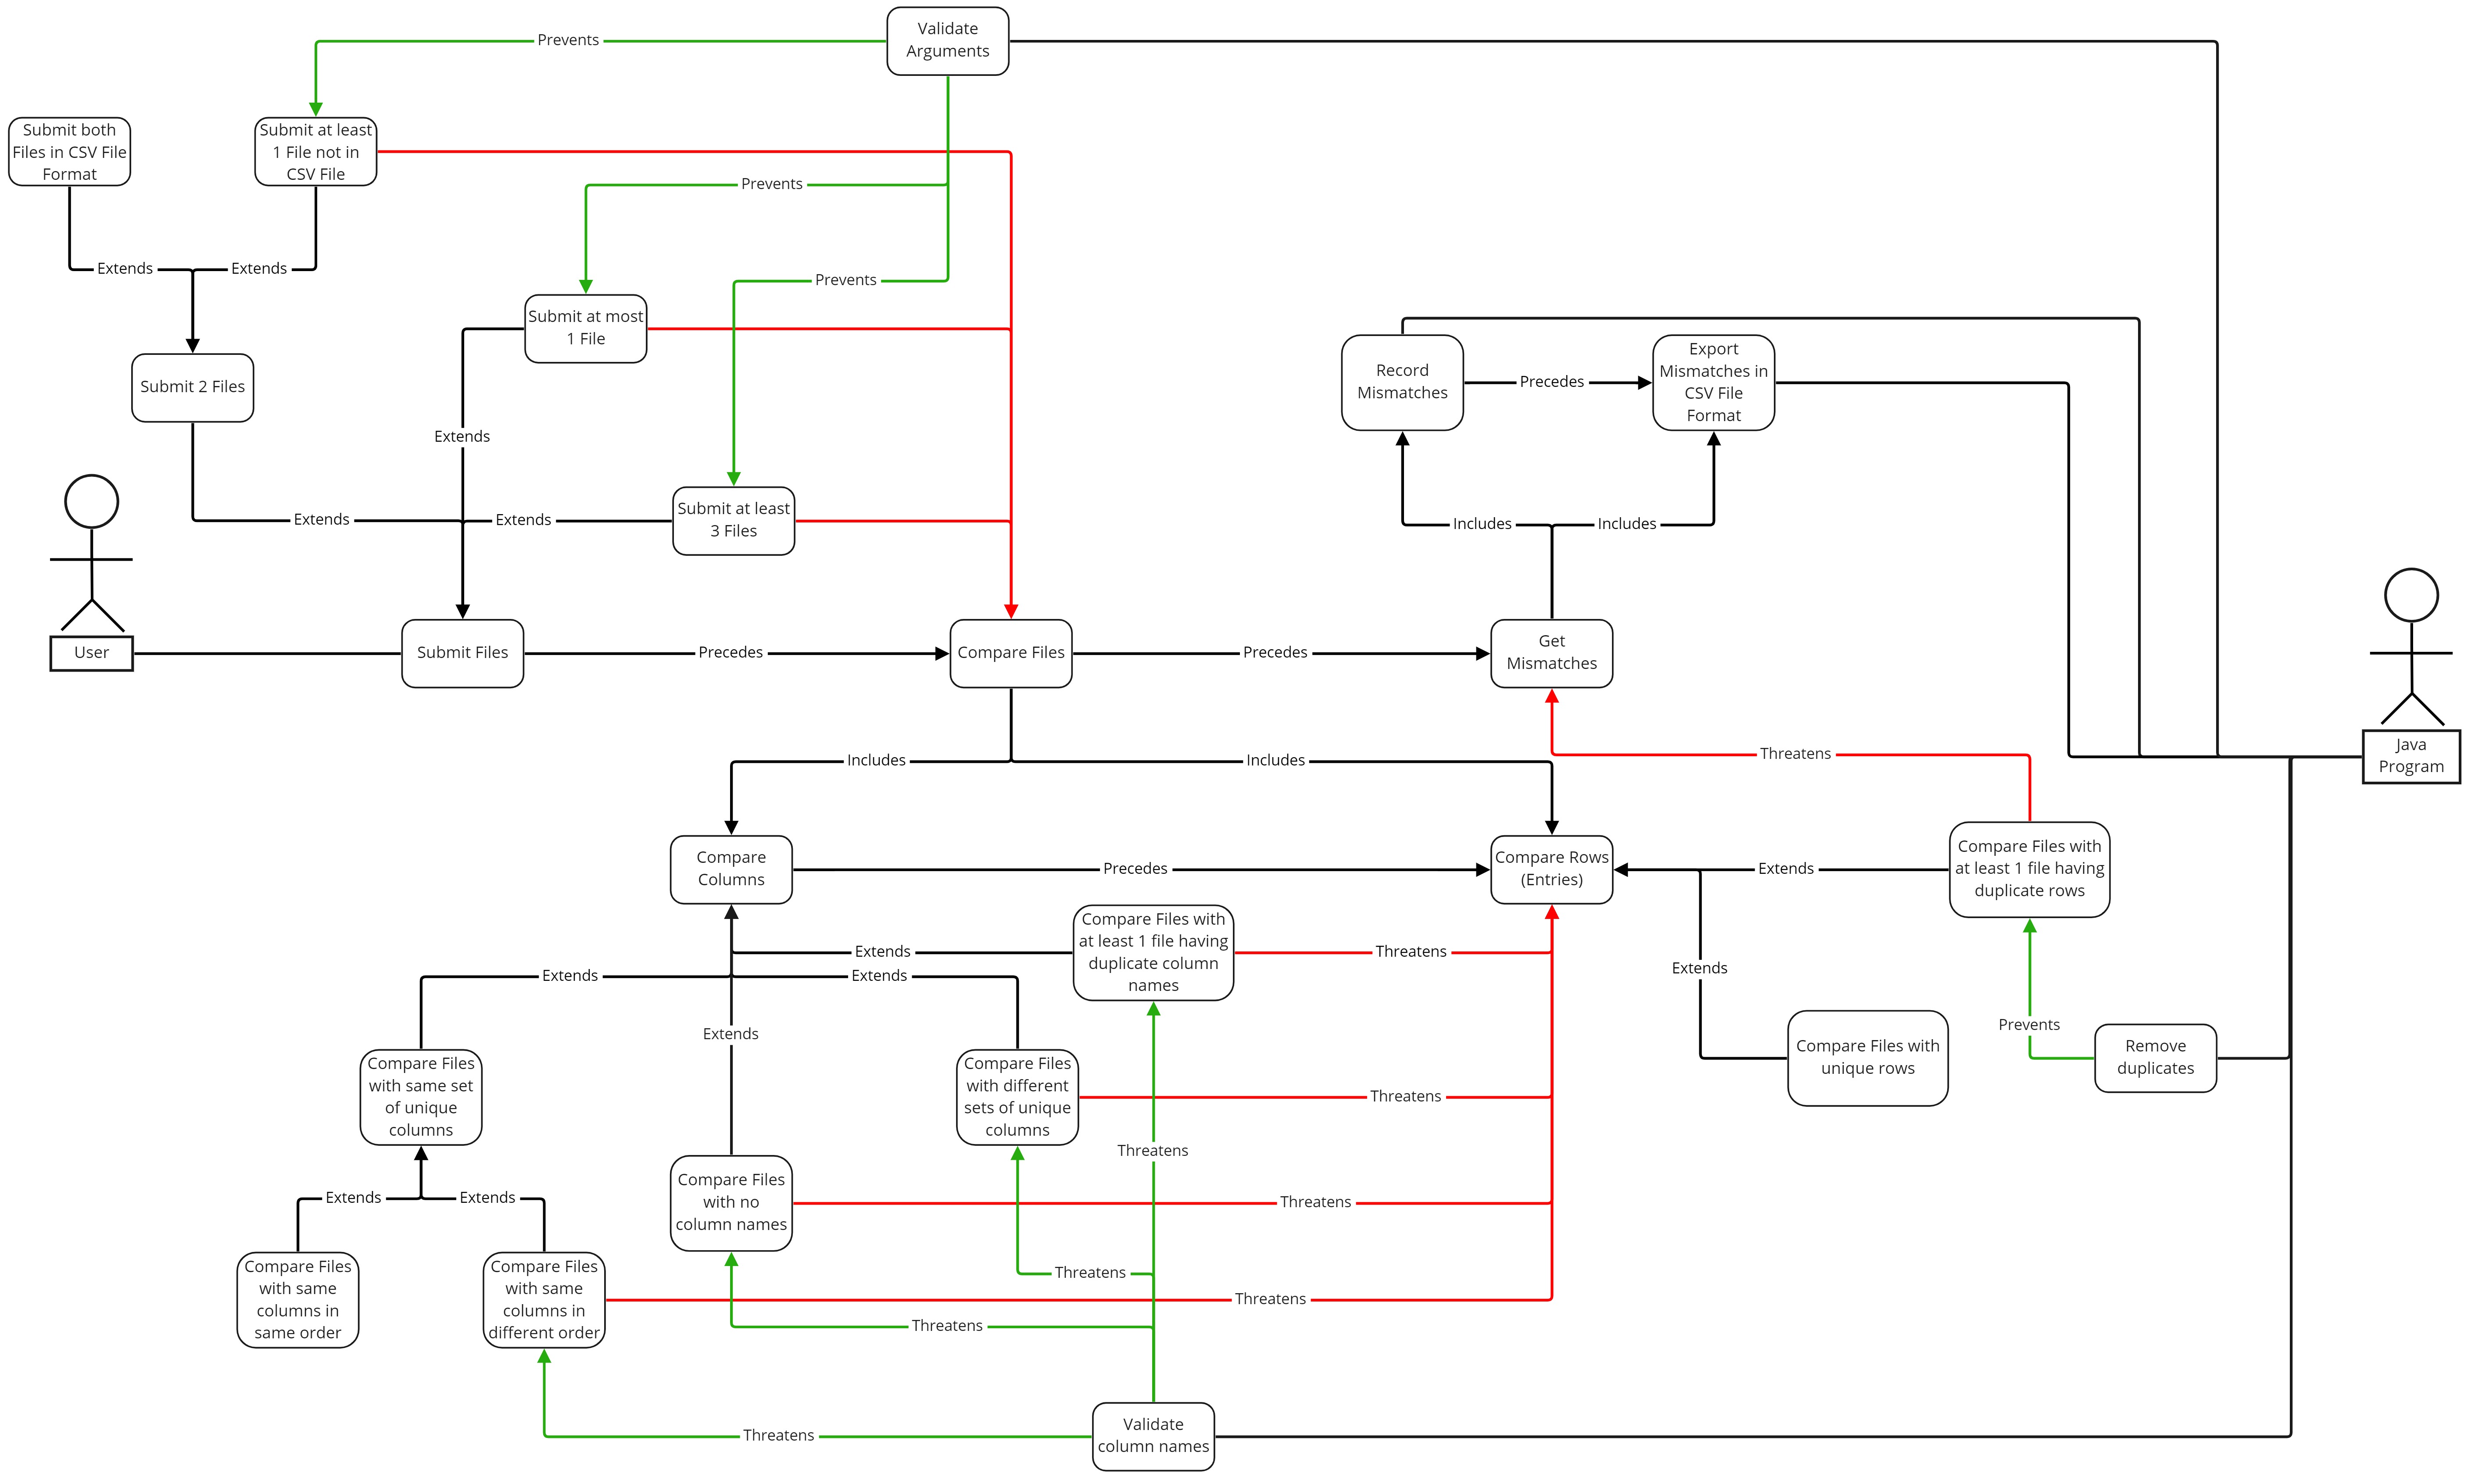 Validate
Arguments
Prevents
Submit both
Files in CSV File
Format
Submit at least
1 File not in
CSV File
Prevents
Extends
Extends
Prevents
Submit at most
1 File
Submit 2 Files
Record
Mismatches
Precedes
Export
Mismatches in
CSV File
Format
Extends
Extends
Extends
Submit at least
3 Files
Includes
Includes
User
Submit Files
Precedes
Compare Files
Precedes
Get
Mismatches
Java
Program
Threatens
Includes
Includes
Compare
Columns
Precedes
Compare Rows
(Entries)
Extends
Compare Files with
at least 1 file having
duplicate rows
Compare Files with
at least 1 file having
duplicate column
names
Extends
Threatens
Extends
Extends
Extends
Extends
Prevents
Compare Files with
unique rows
Remove
duplicates
Compare Files
with same set
of unique
columns
Compare Files
with different
sets of unique
columns
Threatens
Threatens
Compare Files
with no
column names
Threatens
Extends
Extends
Threatens
Compare Files
with same
columns in
same order
Compare Files
with same
columns in
different order
Threatens
Threatens
Threatens
Validate
column names